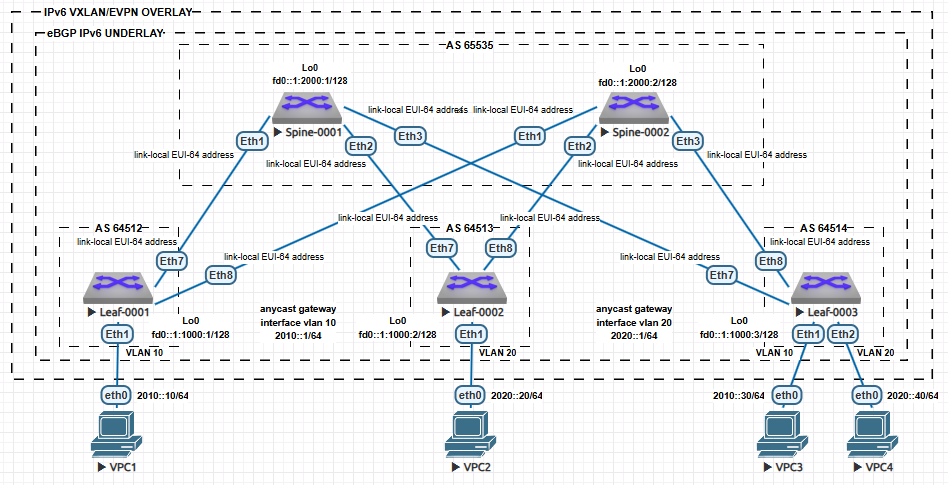 IPv6 VXLAN/EVPN OVERLAY
eBGP IPv6 UNDERLAY
AS 65535
Lo0
fd0::1:2000:1/128
Lo0
fd0::1:2000:2/128
link-local EUI-64 address
link-local EUI-64 address
Spine-0001
Spine-0002
Eth1
Eth2
Eth3
Eth1
Eth2
Eth3
link-local EUI-64 address
link-local EUI-64 address
link-local EUI-64 address
link-local EUI-64 address
link-local EUI-64 address
link-local EUI-64 address
AS 64512
AS 64513
AS 64514
link-local EUI-64 address
link-local EUI-64 address
link-local EUI-64 address
link-local EUI-64 address
Eth7
Eth8
Eth7
Eth8
Eth7
Eth8
Leaf-0001
Leaf-0002
Leaf-0003
Lo0
fd0::1:1000:1/128
anycast gateway
interface vlan 10
2010::1/64
Lo0
fd0::1:1000:2/128
anycast gateway
interface vlan 20
2020::1/64
Lo0
fd0::1:1000:3/128
Eth1
Eth1
Eth1
Eth2
VLAN 10
VLAN 20
VLAN 10
VLAN 20
eth0
2010::10/64
eth0
2020::20/64
2010::30/64
eth0
eth0
2020::40/64
VPC1
VPC2
VPC3
VPC4